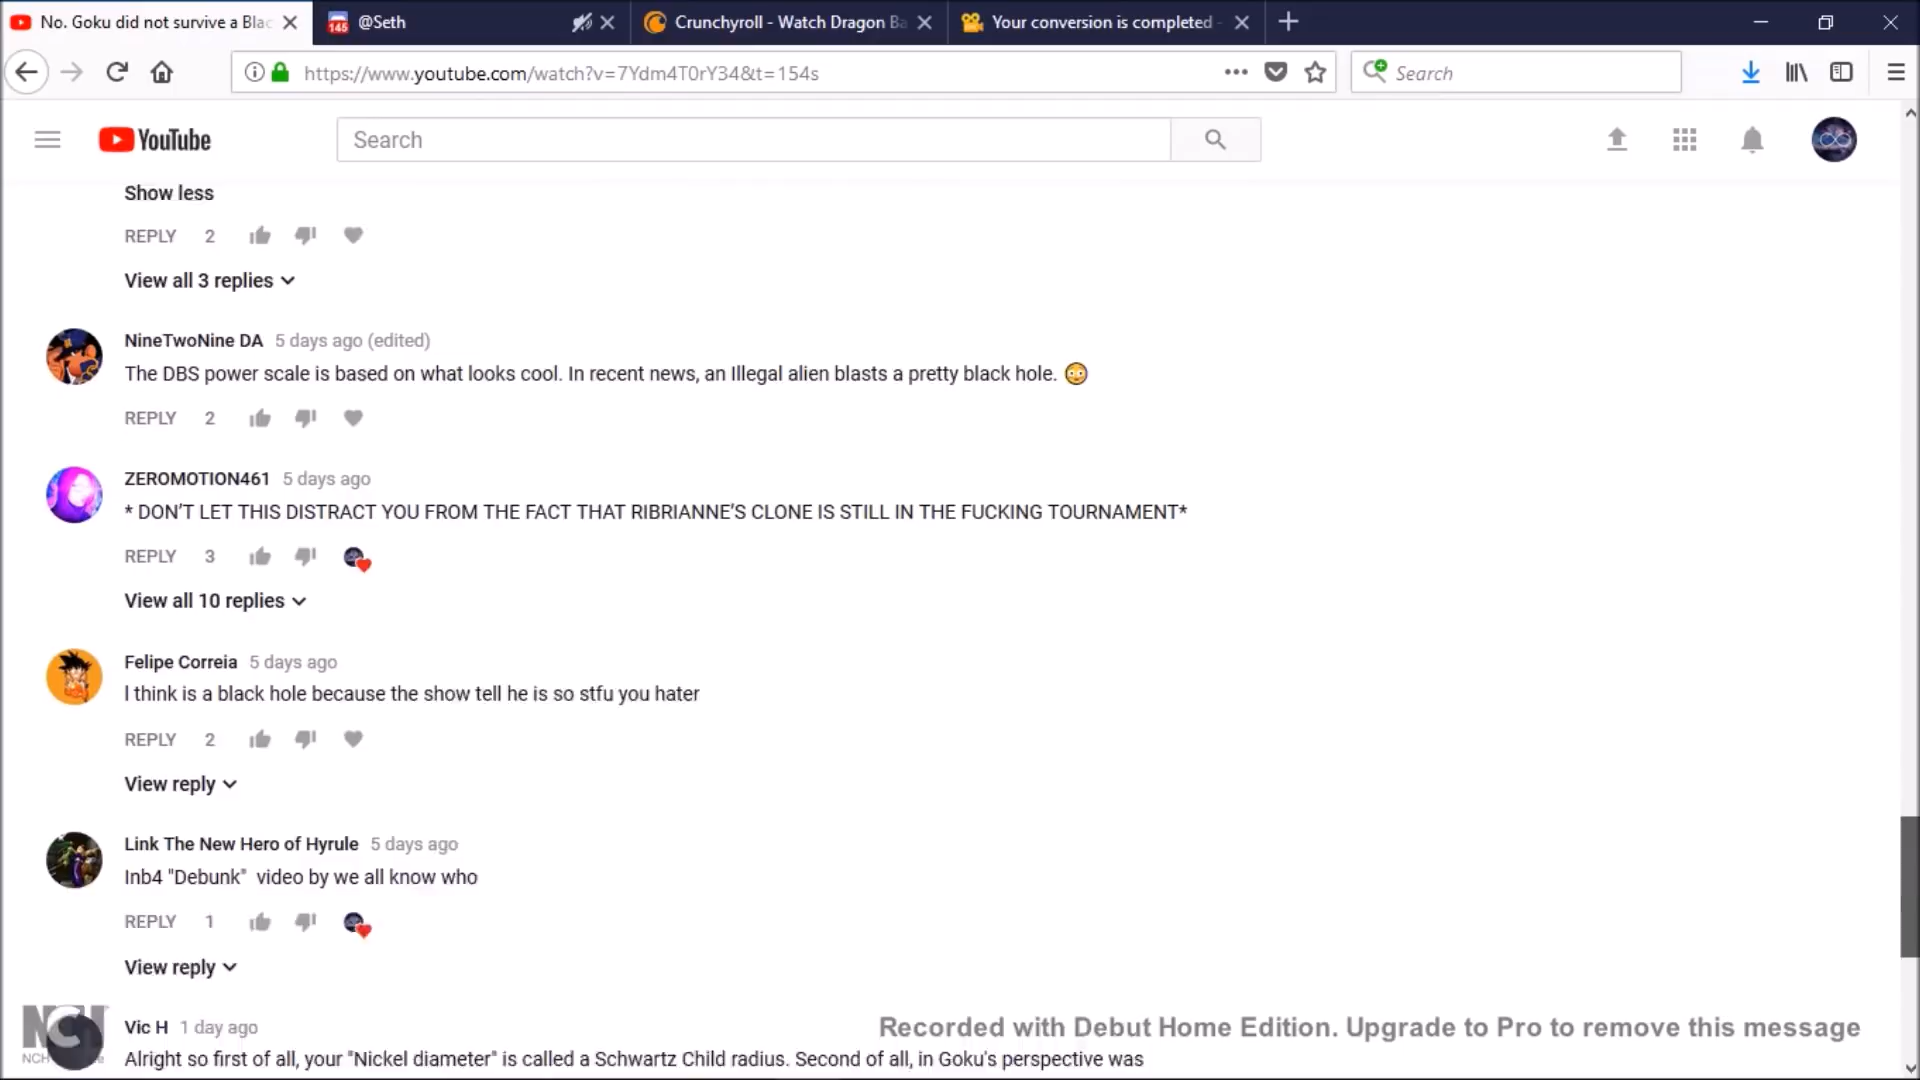 No. Goku did not survive a Blac
145 @Seth
Crunchyroll - Watch Dragon Ba
Your conversion is completed -
https://www.youtube.com/watch?v=7Ydm4T0rY34&t=154s
Search
YouTube
Search
Show less
REPLY 2
View all 3 replies
NineTwoNine DA 5 days ago (edited)
The DBS power scale is based on what looks cool. In recent news, an Illegal alien blasts a pretty black hole. 😳
REPLY 2
ZEROMOTION461 5 days ago
* DON'T LET THIS DISTRACT YOU FROM THE FACT THAT RIBRIANNE'S CLONE IS STILL IN THE FUCKING TOURNAMENT*
REPLY 3
View all 10 replies
Felipe Correia 5 days ago
I think is a black hole because the show tell he is so stfu you hater
REPLY 2
View reply
Link The New Hero of Hyrule 5 days ago
Inb4 "Debunk"  video by we all know who
REPLY 1
View reply
NCH
NCH
Vic H 1 day ago
Recorded with Debut Home Edition. Upgrade to Pro to remove this message
Alright so first of all, your "Nickel diameter" is called a Schwartz Child radius. Second of all, in Goku's perspective was